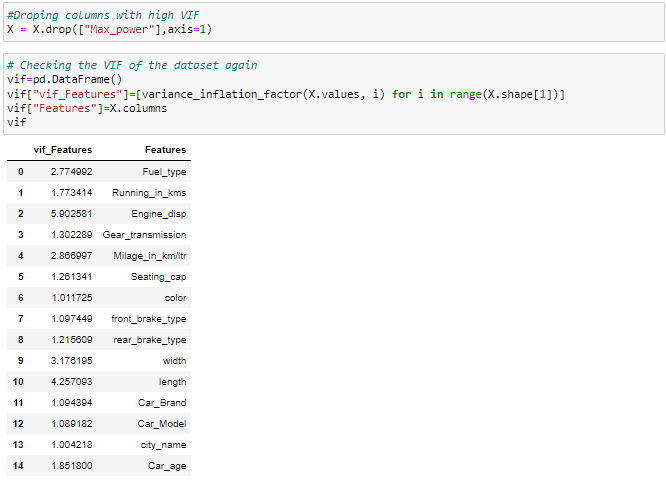 #Droping columns with high VIF
X = X.drop(["Max_power"],axis=1)
# Checking the VIF of the dataset again
vif=pd.DataFrame()
vif["vif_Features"]=[variance_inflation_factor(X.values, i) for i in range(X.shape[1])]
vif["Features"]=X.columns
vif
vif_Features Features
0 2.774992 Fuel_type
1 1.773414 Running_in_kms
2 5.902581 Engine_disp
3 1.302289 Gear_transmission
4 2.866997 Milage_in_km/ltr
5 1.261341 Seating_cap
6 1.011725 color
7 1.097449 front_brake_type
8 1.215609 rear_brake_type
9 3.176195 width
10 4.257093 length
11 1.094394 Car_Brand
12 1.089182 Car_Model
13 1.004218 city_name
14 1.851800 Car_age